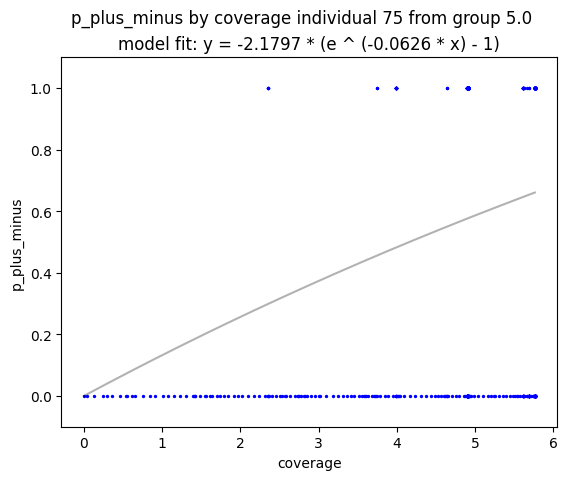 p_plus_minus by coverage individual 75 from group 5.0
model fit: y = -2.1797 * (e ^ (-0.0626 * x) - 1)
1.0
0.8
0.6
0.4
0.2
0.0
p_plus_minus
0 1 2 3 4 5 6
coverage